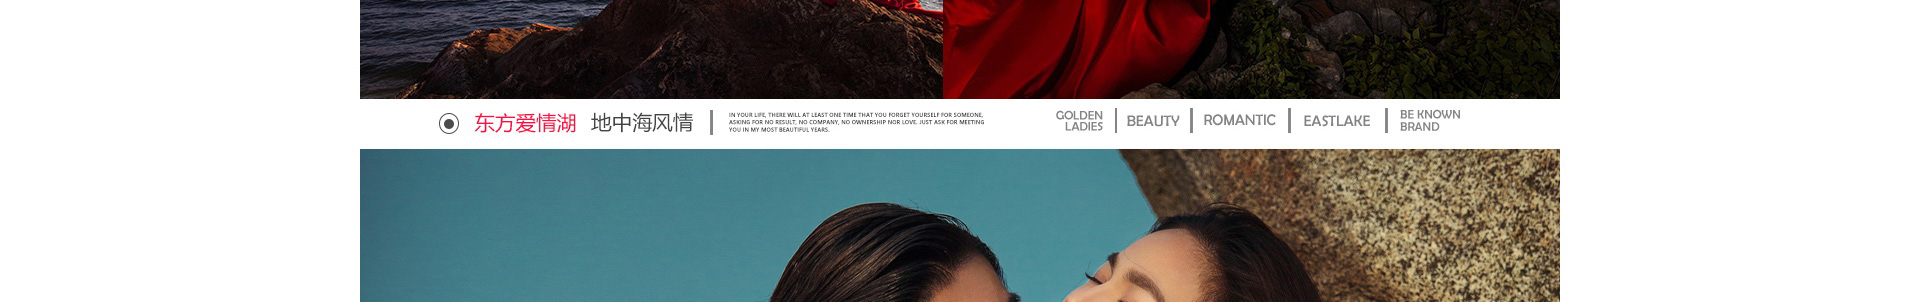 东方爱情湖 地中海风情
IN YOUR LIFE, THERE WILL AT LEAST ONE TIME THAT YOU FORGET YOURSELF FOR SOMEONE,
ASKING FOR NO RESULT, NO COMPANY, NO OWNERSHIP NOR LOVE. JUST ASK FOR MEETING
YOU IN MY MOST BEAUTIFUL YEARS.
GOLDEN
LADIES
BEAUTY
ROMANTIC
EASTLAKE
BE KNOWN
BRAND